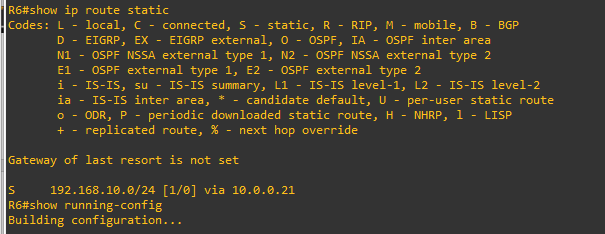 R6#show ip route static
Codes: L - local, C - connected, S - static, R - RIP, M - mobile, B - BGP
       D - EIGRP, EX - EIGRP external, O - OSPF, IA - OSPF inter area
       N1 - OSPF NSSA external type 1, N2 - OSPF NSSA external type 2
       E1 - OSPF external type 1, E2 - OSPF external type 2
       i - IS-IS, su - IS-IS summary, L1 - IS-IS level-1, L2 - IS-IS level-2
       ia - IS-IS inter area, * - candidate default, U - per-user static route
       o - ODR, P - periodic downloaded static route, H - NHRP, l - LISP
       + - replicated route, % - next hop override
Gateway of last resort is not set
S     192.168.10.0/24 [1/0] via 10.0.0.21
R6#show running-config
Building configuration...